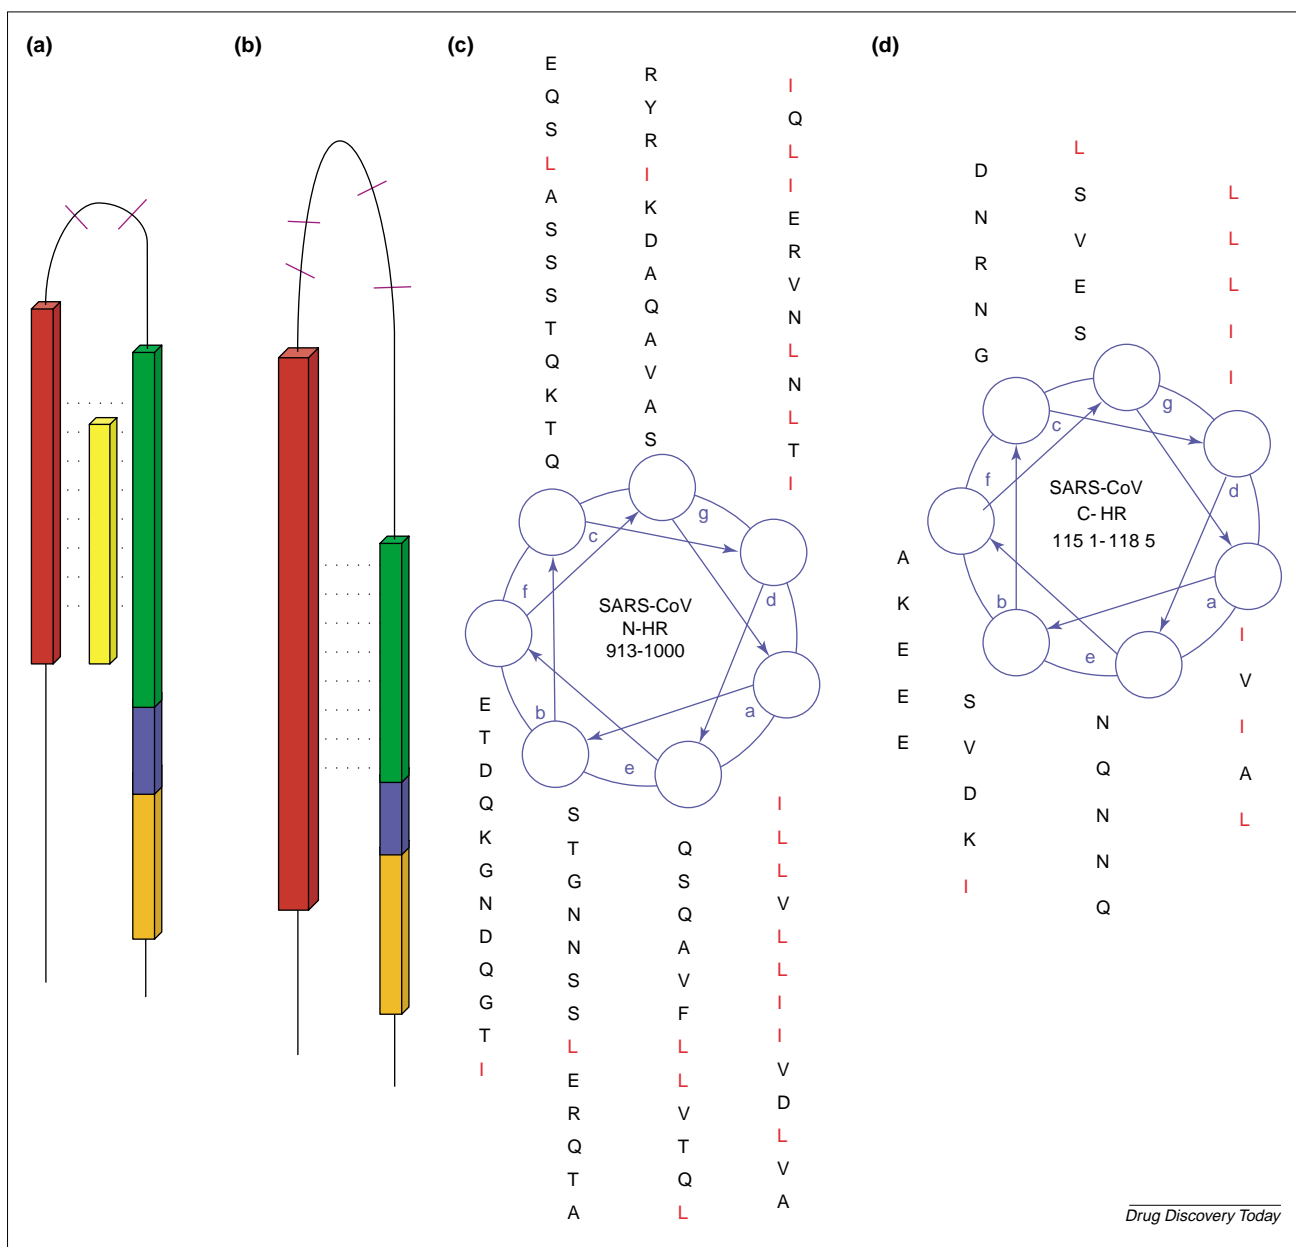 (a)
(b)
(c)
(d)
E
Q
S
L
A
S
S
S
T
Q
K
T
Q
R
Y
R
I
K
D
A
Q
A
V
A
S
I
Q
L
I
E
R
V
N
L
N
L
T
I
c
g
d
a
e
b
f
SARS-CoV
N-HR
913-1000
E
T
D
Q
K
G
N
D
Q
G
T
I
S
T
G
N
N
S
S
L
E
R
Q
T
A
Q
S
Q
A
V
F
L
L
V
T
Q
L
I
L
L
V
L
L
I
I
V
D
L
V
A
D
N
R
N
G
L
S
V
E
S
L
L
L
I
I
c
g
d
a
e
b
f
SARS-CoV
C- HR
115 1- 118 5
A
K
E
E
E
S
V
D
K
I
N
Q
N
N
Q
I
V
I
A
L
Drug Discovery Today